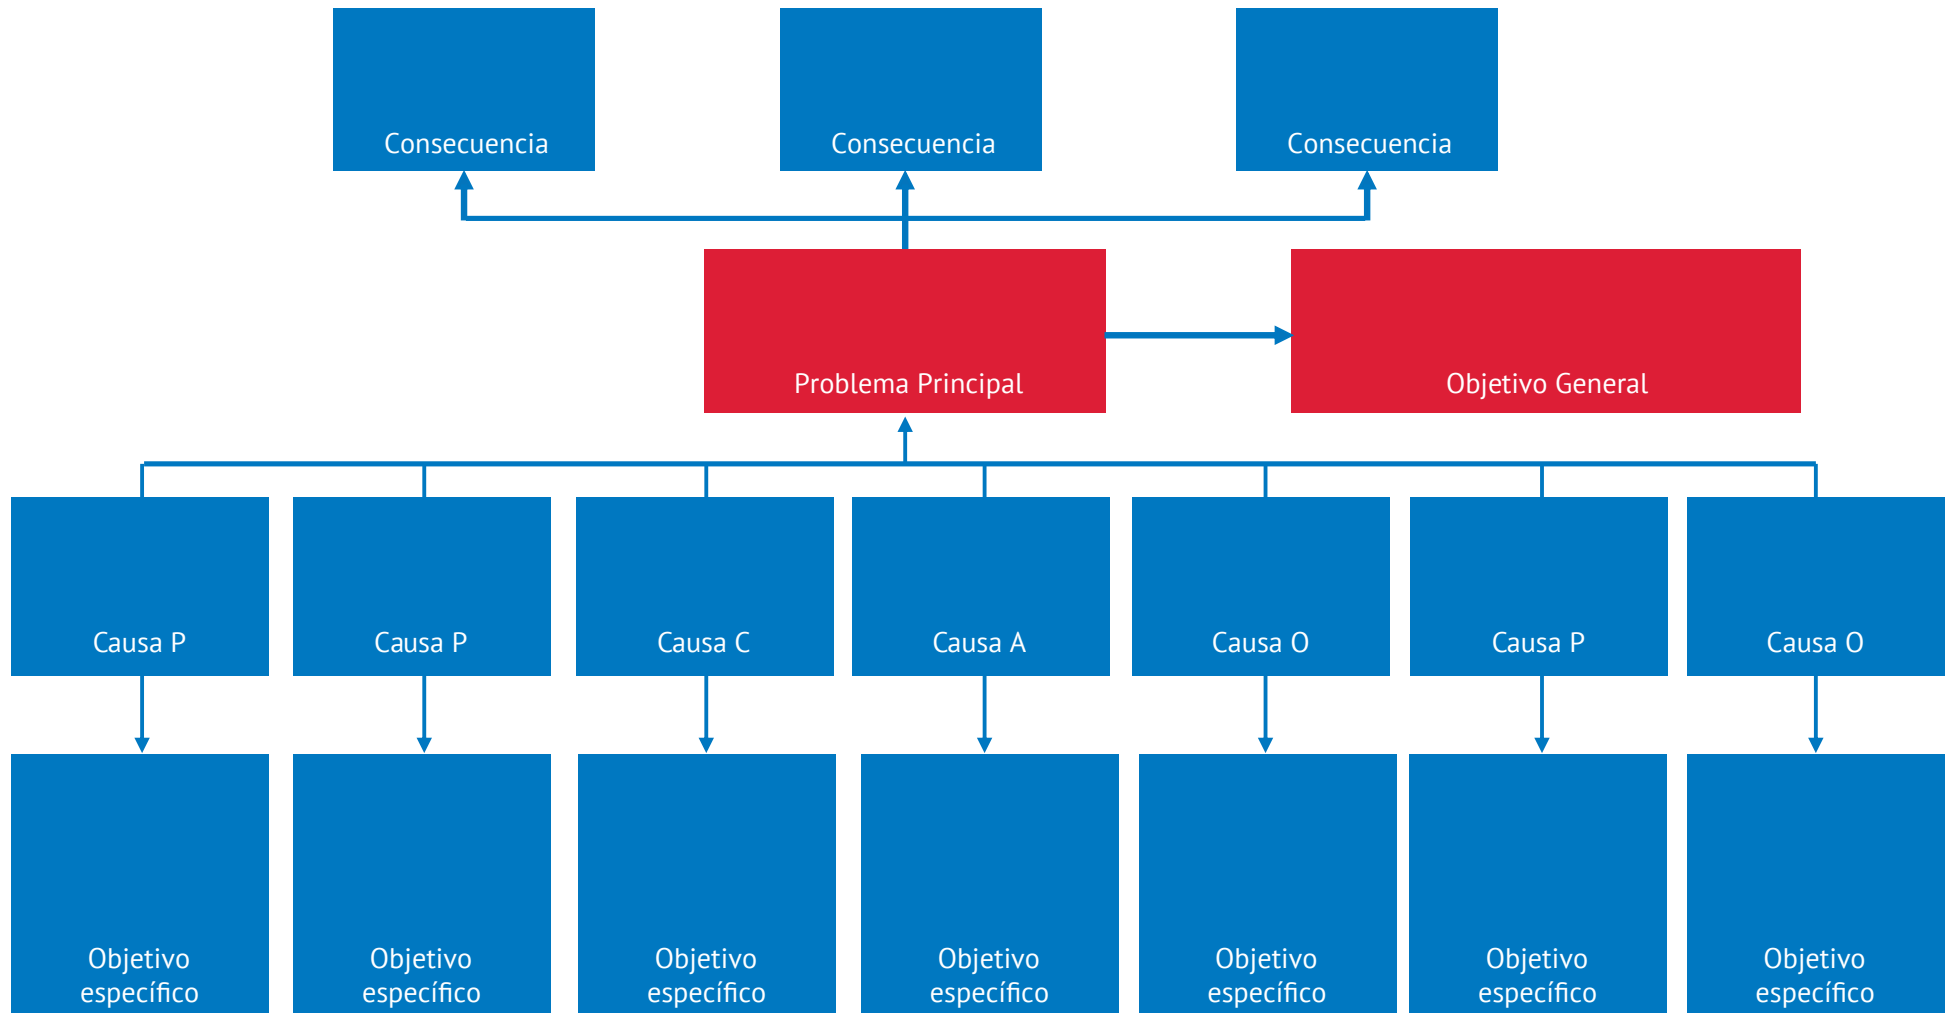 Consecuencia
Consecuencia
Consecuencia
Problema Principal
Objetivo General
Causa P
Causa P
Causa C
Causa A
Causa O
Causa P
Causa O
Objetivo
específico
Objetivo
específico
Objetivo
específico
Objetivo
específico
Objetivo
específico
Objetivo
específico
Objetivo
específico